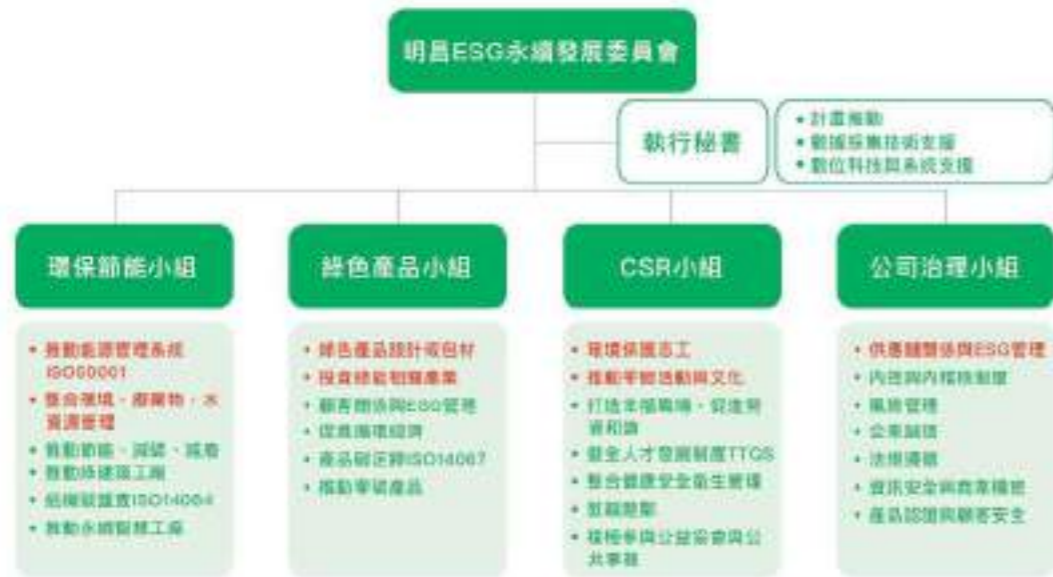 明昌ESG永續發展委員會
執行秘書
• 計畫推動
• 數據採集技術支援
• 數位科技與系統支援
環保節能小組
• 推動能源管理系統
ISO50001
• 整合環境、廢棄物、水
資源管理
• 推動節能、減碳、減廢
• 推動綠建築工廠
• 組織碳盤查ISO14064
• 推動永續智慧工廠
綠色產品小組
• 綠色產品設計或包材
• 投資綠能相關產業
• 顧客關係與ESG管理
• 促進循環經濟
• 產品碳足跡ISO14067
• 推動零碳產品
CSR小組
• 環境保護志工
• 推動零碳活動與文化
• 打造幸福職場、促進勞
資和諧
• 健全人才發展制度TTQS
• 整合健康安全衛生管理
• 積極參與公益協會與公
共事務
公司治理小組
• 供應鏈關係與ESG管理
• 內控與內稽核制度
• 風險管理
• 企業誠信
• 法規遵循
• 資訊安全與商業機密
• 產品認證與顧客安全